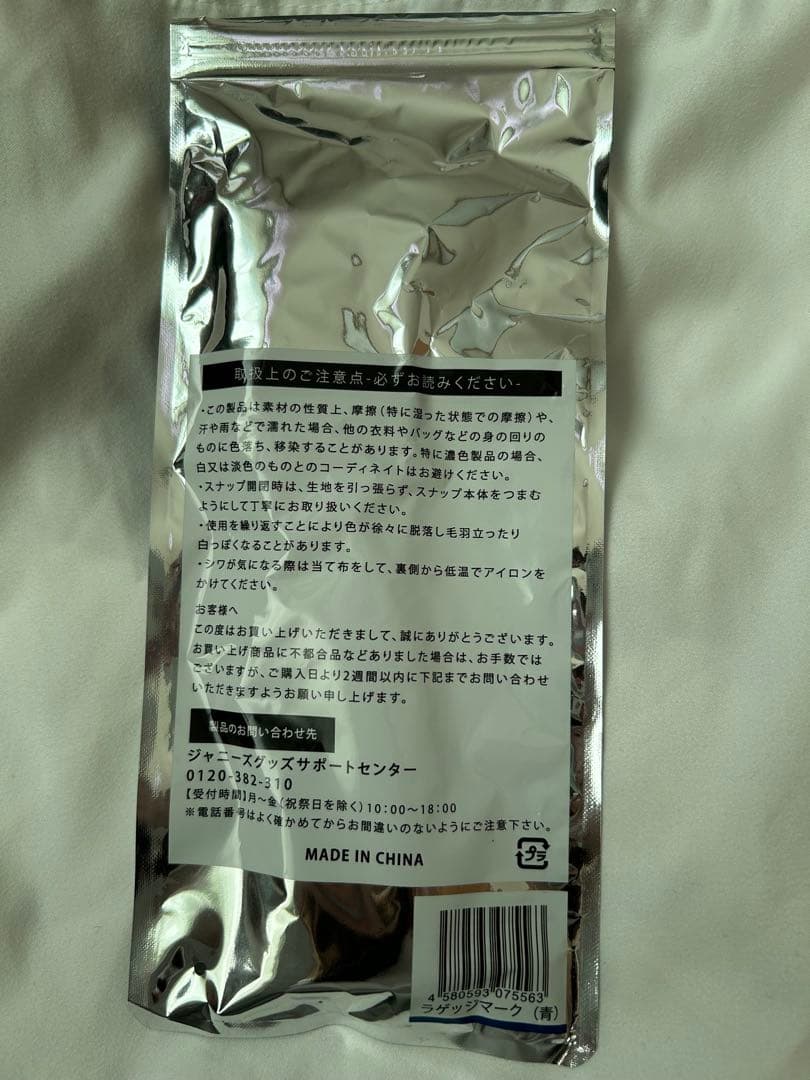 取扱上のご注意点-必ずお読みください-
・この製品は素材の性質上、摩擦（特に湿った状態での摩擦）や、
汗や雨などで濡れた場合、他の衣料やバッグなどの身の回りの
ものに色落ち、移染することがあります。特に濃色製品の場合、
白又は淡色のものとのコーディネイトはお避けください。
・スナップ開閉時は、生地を引っ張らず、スナップ本体をつまむ
ようにして丁寧にお取り扱いください。
・使用を繰り返すことにより色が徐々に脱落し毛羽立ったり
白っぽくなることがあります。
・シワが気になる際は当て布をして、裏側から低温でアイロンを
かけてください。
お客様へ
この度はお買い上げいただきまして、誠にありがとうございます。
お買い上げ商品に不都合品などありました場合は、お手数では
ございますが、ご購入日より2週間以内に下記までお問い合わせ
いただきますようお願い申し上げます。
製品のお問い合わせ先
ジャニーズグッズサポートセンター
0120-382-310
【受付時間】月〜金（祝祭日を除く）10：00〜18：00
※電話番号はよく確かめてからお間違いのないようにご注意下さい。
MADE IN CHINA
プラ
4 580593 075563
ラゲッジマーク（青）